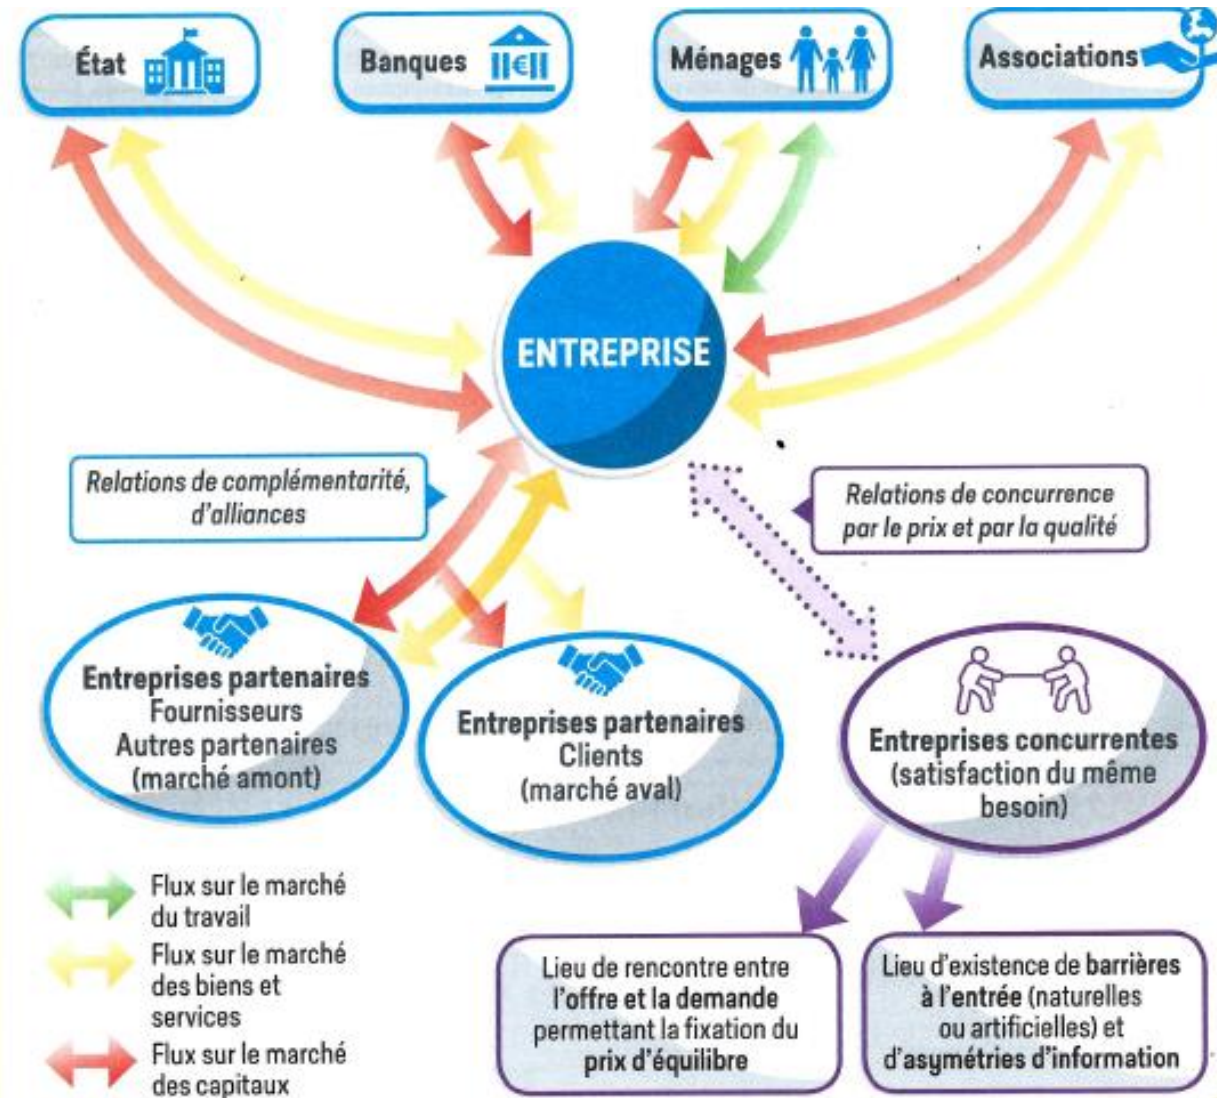 État
Banques
€
Ménages
Associations
ENTREPRISE
Relations de complémentarité,
d'alliances
Relations de concurrence
par le prix et par la qualité
Entreprises partenaires
Fournisseurs
Autres partenaires
(marché amont)
Entreprises partenaires
Clients
(marché aval)
Entreprises concurrentes
(satisfaction du même
besoin)
Flux sur le marché
du travail
Flux sur le marché
des biens et
services
Flux sur le marché
des capitaux
Lieu de rencontre entre
l'offre et la demande
permettant la fixation du
prix d'équilibre
Lieu d'existence de barrières
à l'entrée (naturelles
ou artificielles) et
d'asymétries d'information